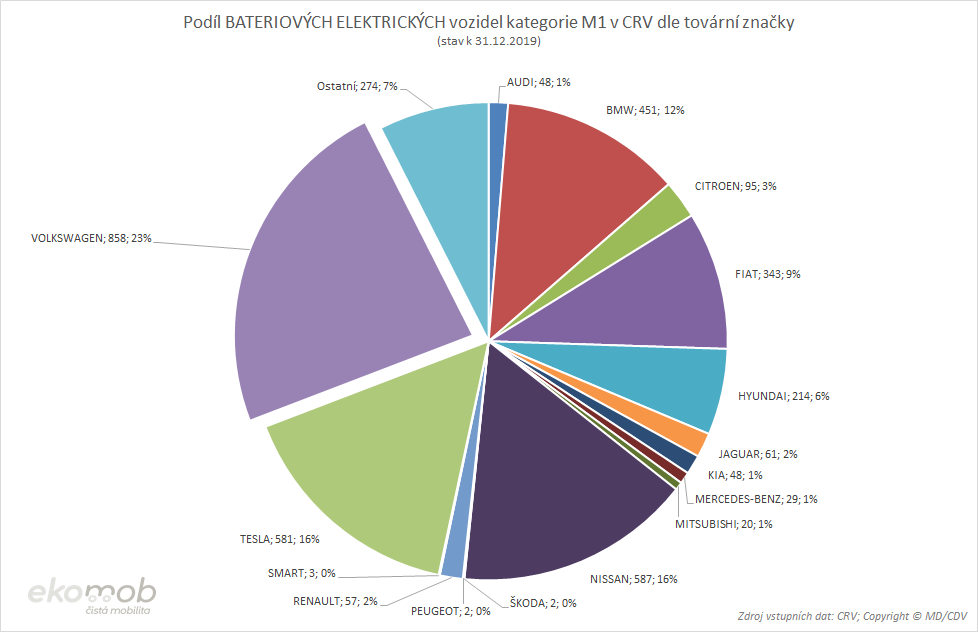 Podíl BATERIOVÝCH ELEKTRICKÝCH vozidel kategorie M1 v CRV dle tovární značky
(stav k 31.12.2019)
AUDI; 48; 1%
BMW; 451; 12%
CITROEN; 95; 3%
FIAT; 343; 9%
HYUNDAI; 214; 6%
JAGUAR; 61; 2%
KIA; 48; 1%
MERCEDES-BENZ; 29; 1%
MITSUBISHI; 20; 1%
NISSAN; 587; 16%
ŠKODA; 2; 0%
PEUGEOT; 2; 0%
RENAULT; 57; 2%
SMART; 3; 0%
TESLA; 581; 16%
VOLKSWAGEN; 858; 23%
Ostatní; 274; 7%
ekomob
čistá mobilita
Zdroj vstupních dat: CRV; Copyright © MD/CDV